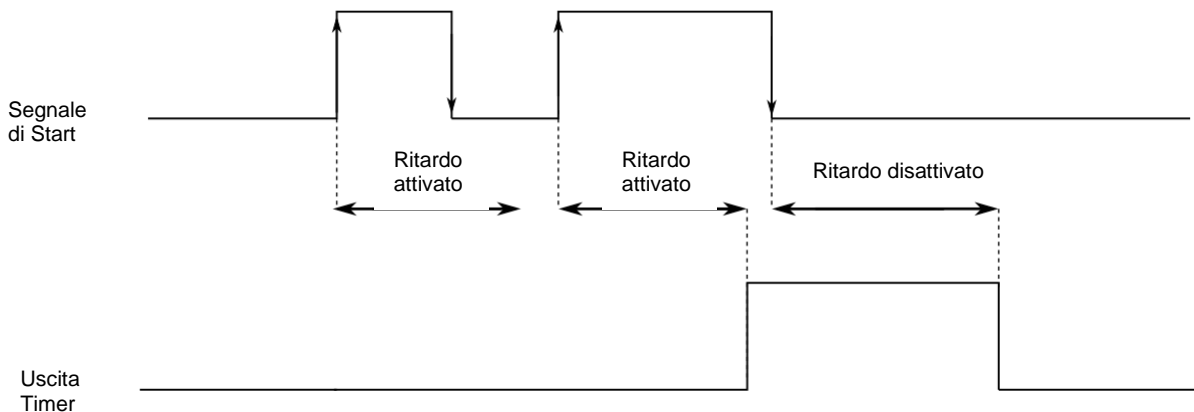 Segnale
di Start
Ritardo
attivato
Ritardo
attivato
Ritardo disattivato
Uscita
Timer